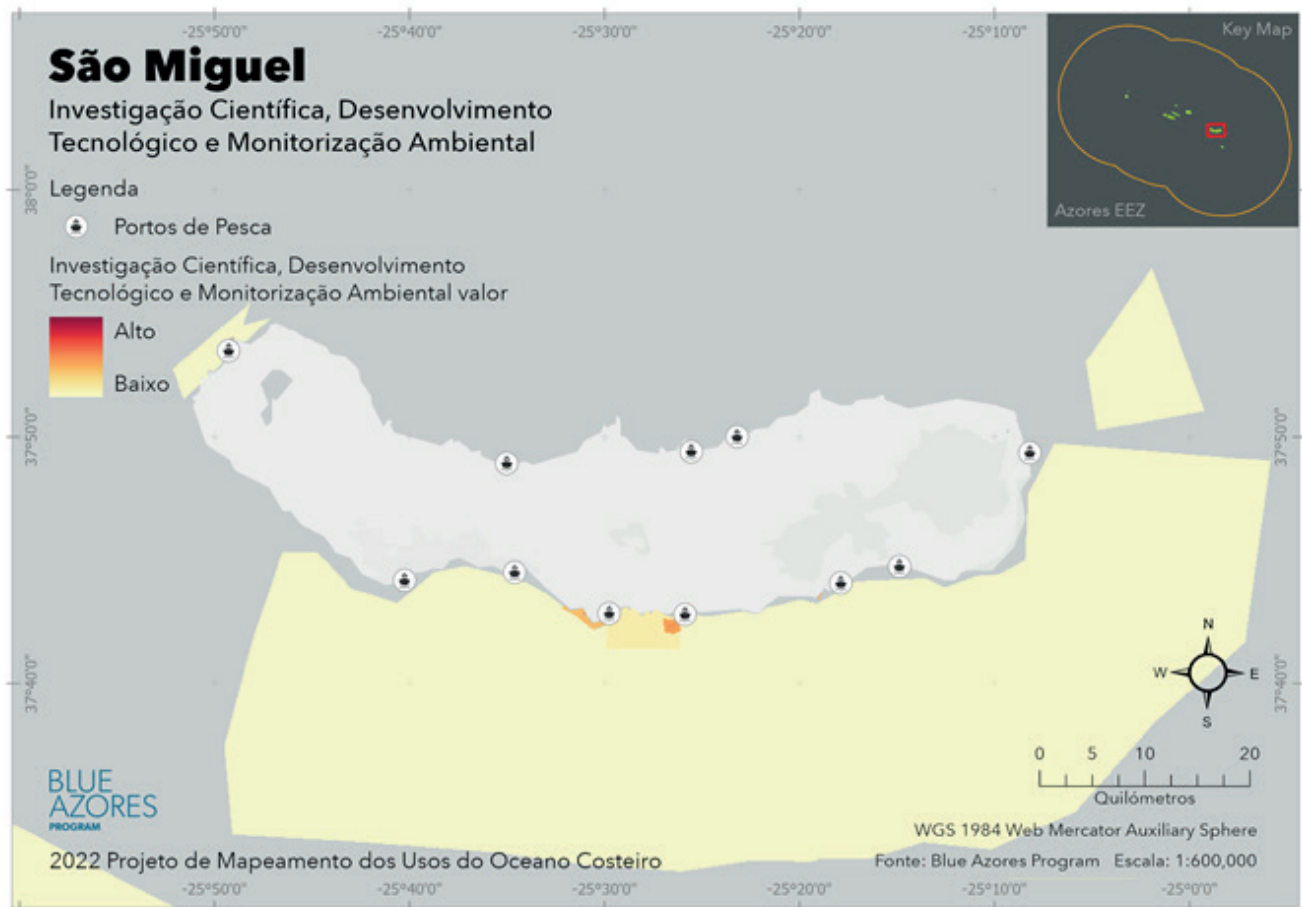 -25°50'0" -25°40'0" -25°30'0" -25°20'0" -25°10'0"
Key Map
São Miguel
Investigação Científica, Desenvolvimento
Tecnológico e Monitorização Ambiental
Legenda
Portos de Pesca
Investigação Científica, Desenvolvimento
Tecnológico e Monitorização Ambiental valor
Alto
Baixo
Azores EEZ
38°0'0"
37°50'0" 37°50'0"
37°40'0" 37°40'0"
N
W E
S
0 5 10 20
Quilómetros
BLUE
AZORES
PROGRAM
WGS 1984 Web Mercator Auxiliary Sphere
2022 Projeto de Mapeamento dos Usos do Oceano Costeiro
Fonte: Blue Azores Program Escala: 1:600,000
-25°50'0" -25°40'0" -25°30'0" -25°20'0" -25°10'0" -25°0'0"